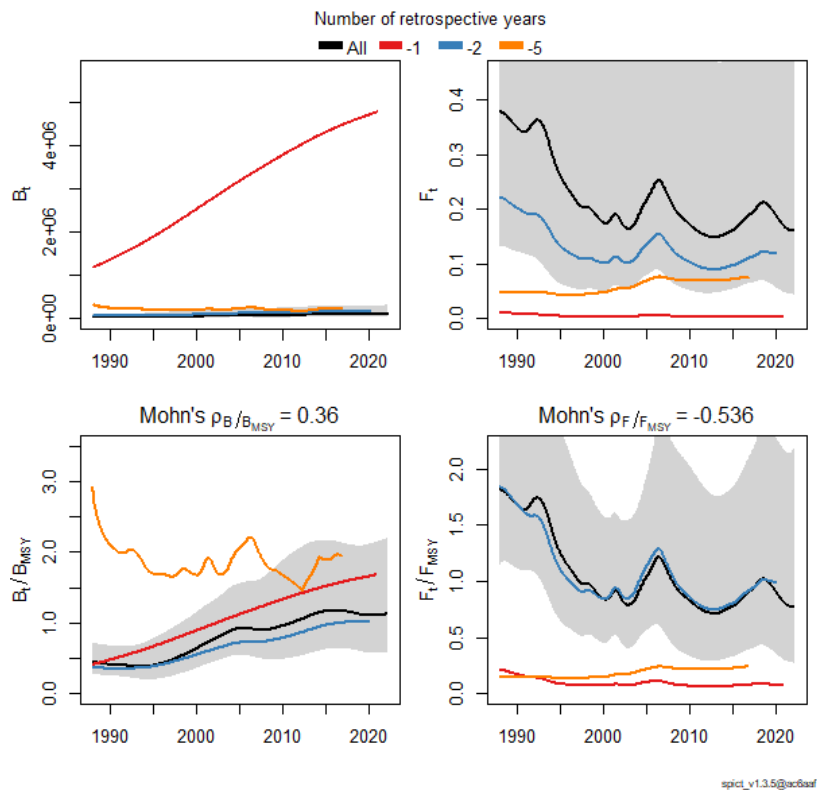 Number of retrospective years
All -1 -2 -5
Bt
0e+00 2e+06 4e+06
1990 2000 2010 2020
Ft
0.0 0.1 0.2 0.3 0.4
1990 2000 2010 2020
Mohn's ρB/BMSY = 0.36
Bt/BMSY
0.0 1.0 2.0 3.0
1990 2000 2010 2020
Mohn's ρF/FMSY = -0.536
Ft/FMSY
0.0 0.5 1.0 1.5 2.0
1990 2000 2010 2020
spict_v1.3.5@ac6aaf